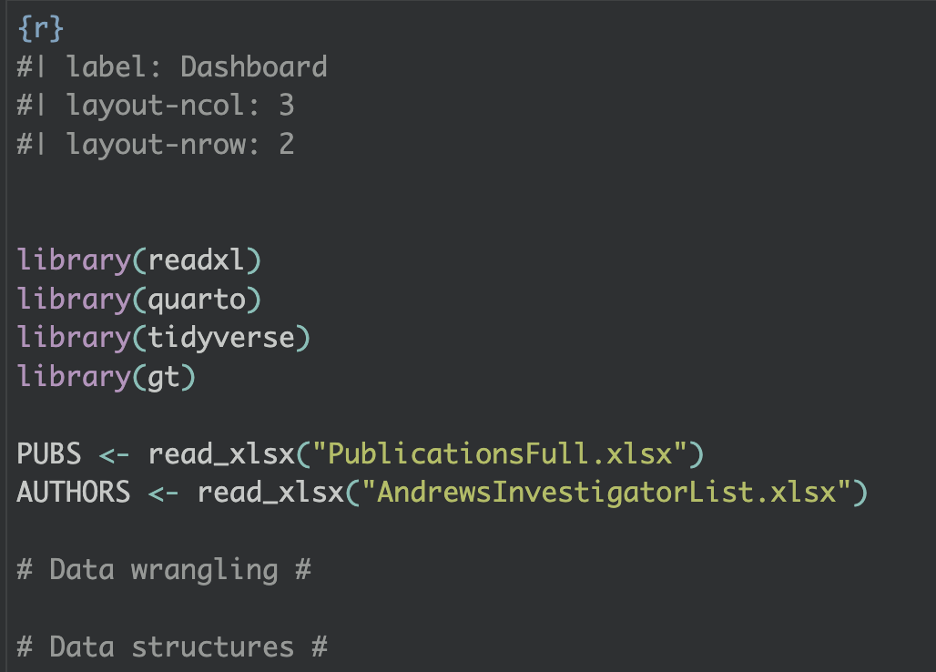 {r}
#| label: Dashboard
#| layout-ncol: 3
#| layout-nrow: 2
library(readxl)
library(quarto)
library(tidyverse)
library(gt)
PUBS <- read_xlsx("PublicationsFull.xlsx")
AUTHORS <- read_xlsx("AndrewsInvestigatorList.xlsx")
# Data wrangling #
# Data structures #